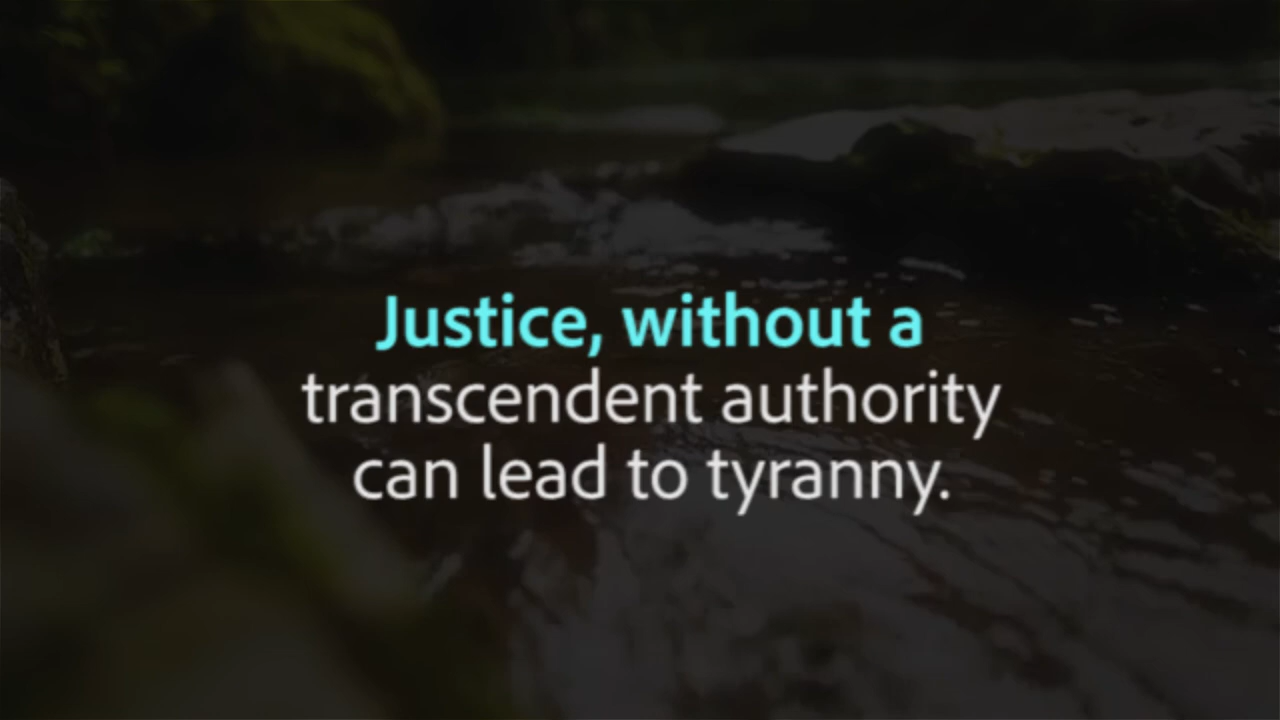 Justice, without a
transcendent authority
can lead to tyranny.